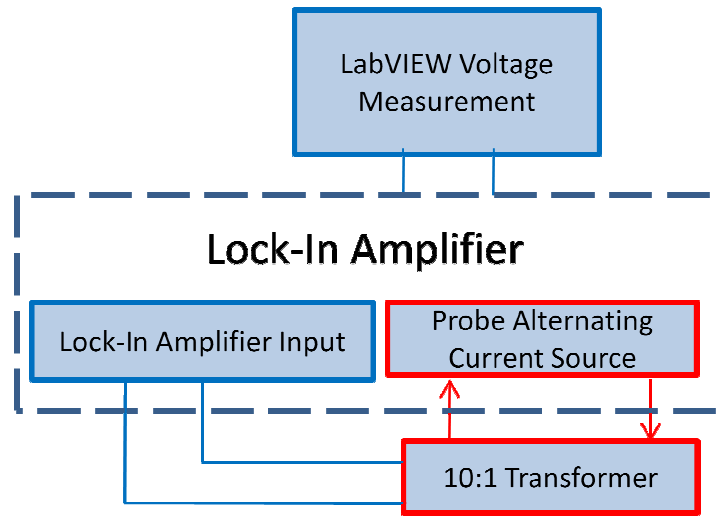 LabVIEW Voltage
Measurement
Lock-In Amplifier
Lock-In Amplifier Input
Probe Alternating
Current Source
10:1 Transformer